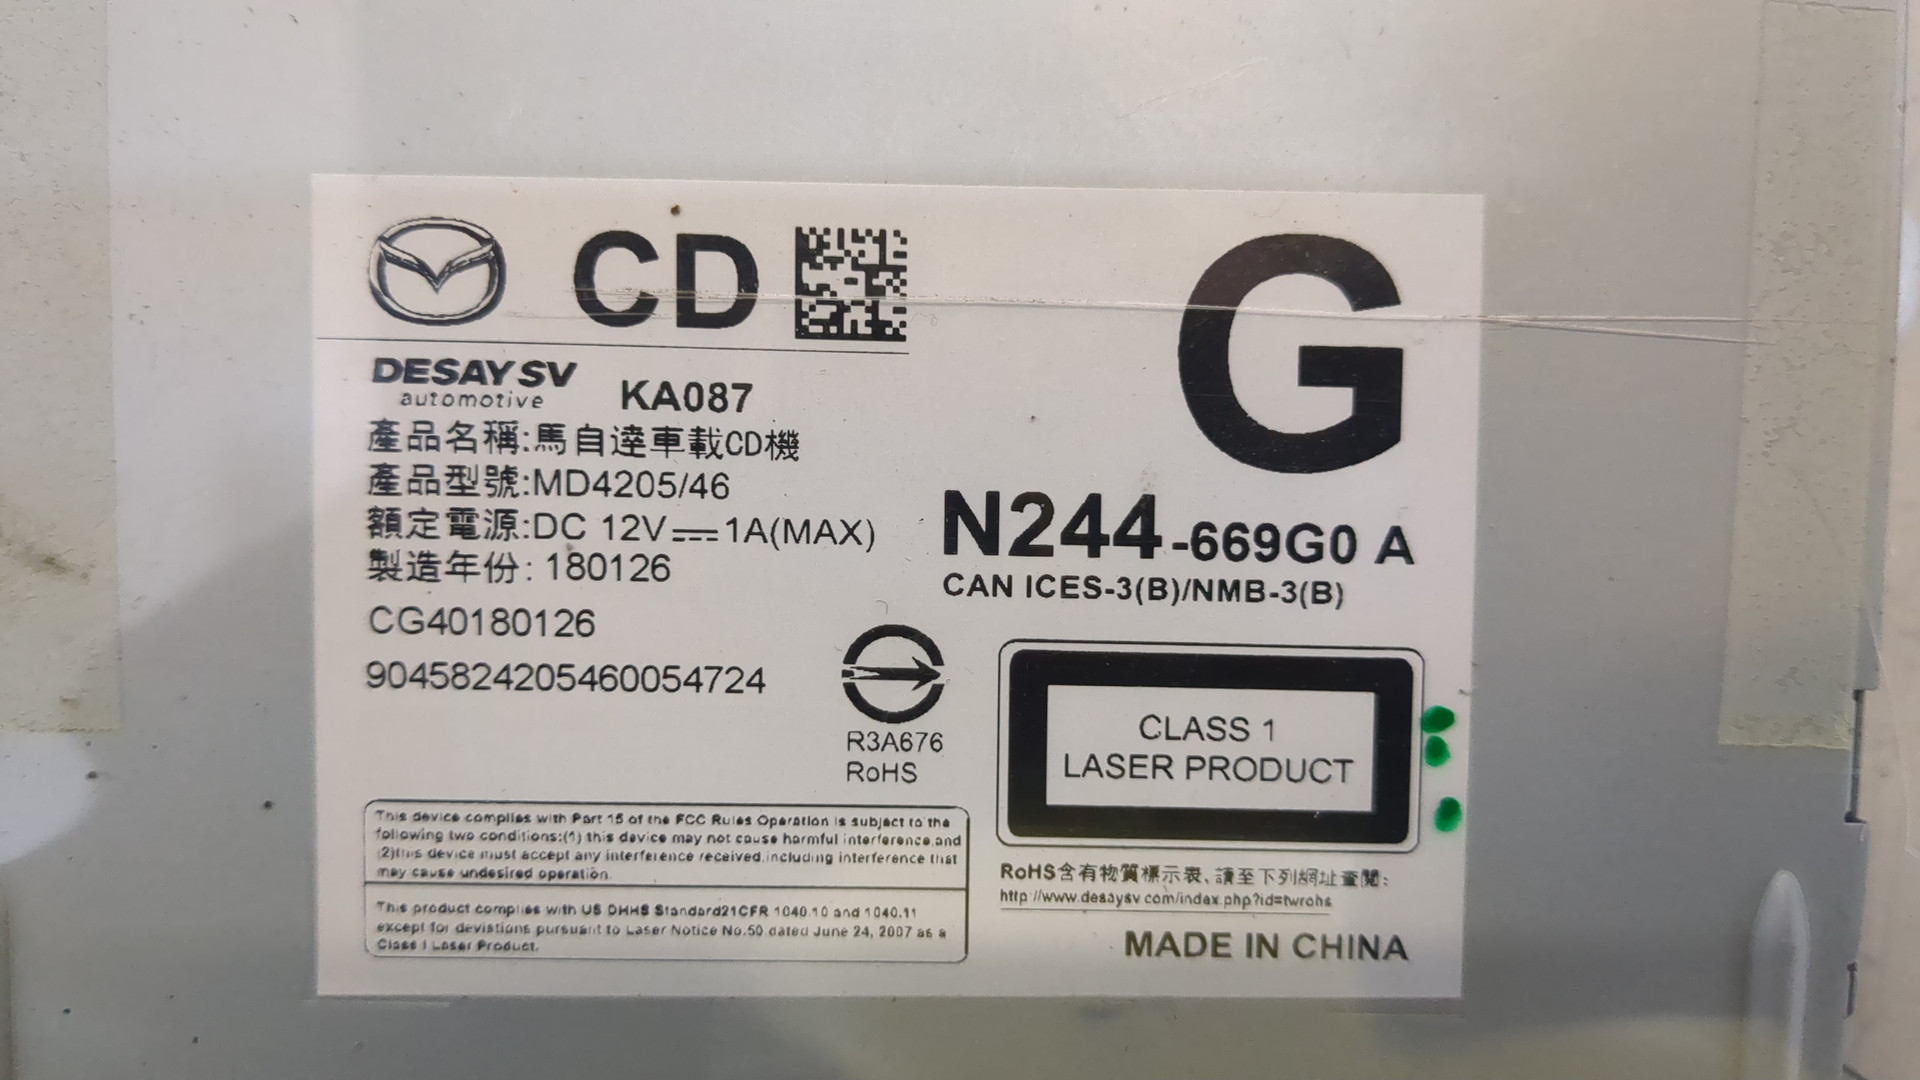 CD
G
DESAY SV
automotive
KA087
產品名稱:馬自達車載CD機
產品型號:MD4205/46
額定電源:DC 12V⎓1A(MAX)
製造年份: 180126
CG40180126
9045824205460054724
N244-669G0 A
CAN ICES-3(B)/NMB-3(B)
R3A676
RoHS
CLASS 1
LASER PRODUCT
This device complies with Part 15 of the FCC Rules Operation is subject to the
following two conditions:(1) this device may not cause harmful interference,and
(2)this device must accept any interference received,including interference that
may cause undesired operation.
This product complies with US DHHS Standard21CFR 1040.10 and 1040.11
except for deviations pursuant to Laser Notice No.50 dated June 24, 2007 as a
Class I Laser Product.
RoHS含有物質標示表、請至下列網址查閱:
http://www.desaysv.com/index.php?id=twrohs
MADE IN CHINA